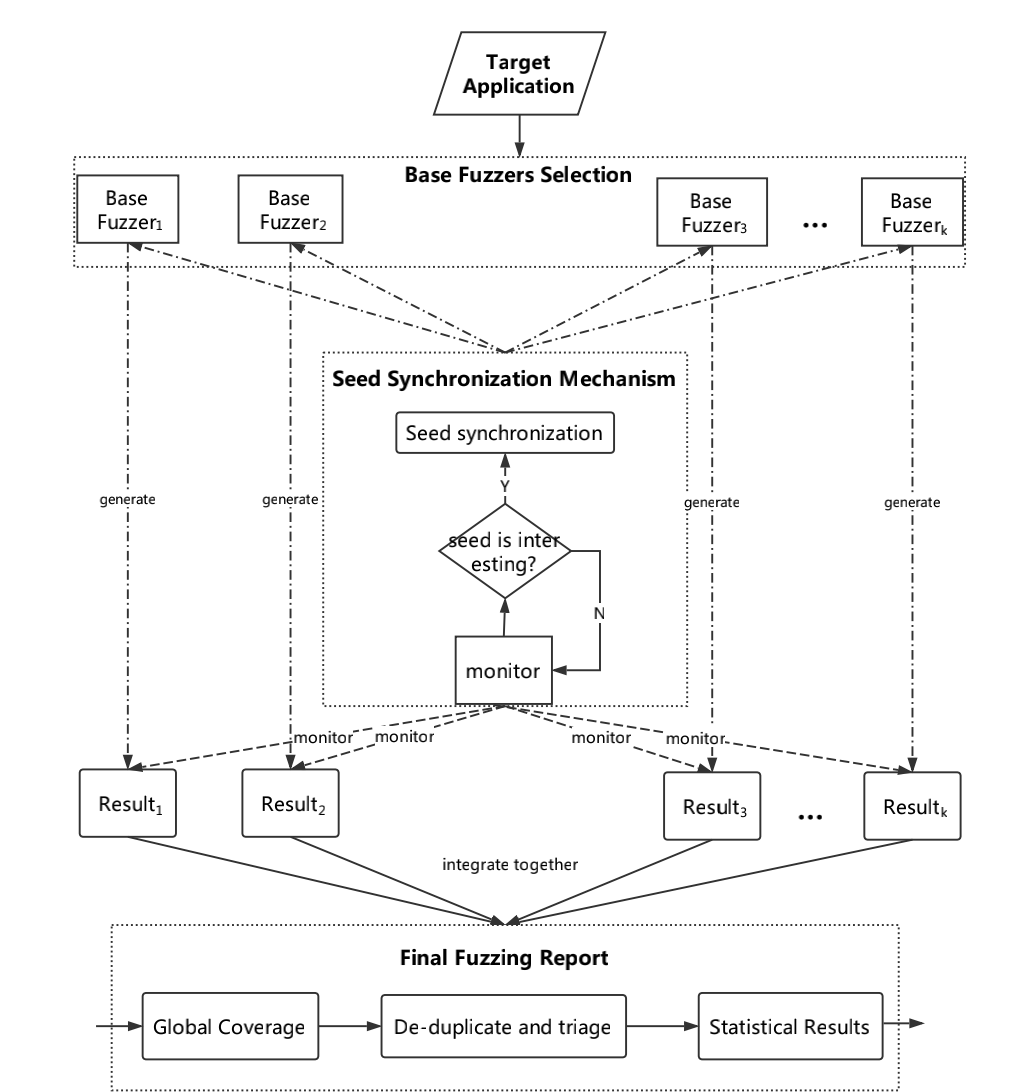 Target
Application
Base Fuzzers Selection
Base
Fuzzer₁
Base
Fuzzer₂
Base
Fuzzer₃
...
Base
Fuzzerₖ
Seed Synchronization Mechanism
Seed synchronization
Y
generate
generate
generate
generate
seed is inter
esting?
N
monitor
monitor
monitor
monitor
monitor
Result₁
Result₂
Result₃
...
Resultₖ
integrate together
Final Fuzzing Report
Global Coverage
De-duplicate and triage
Statistical Results